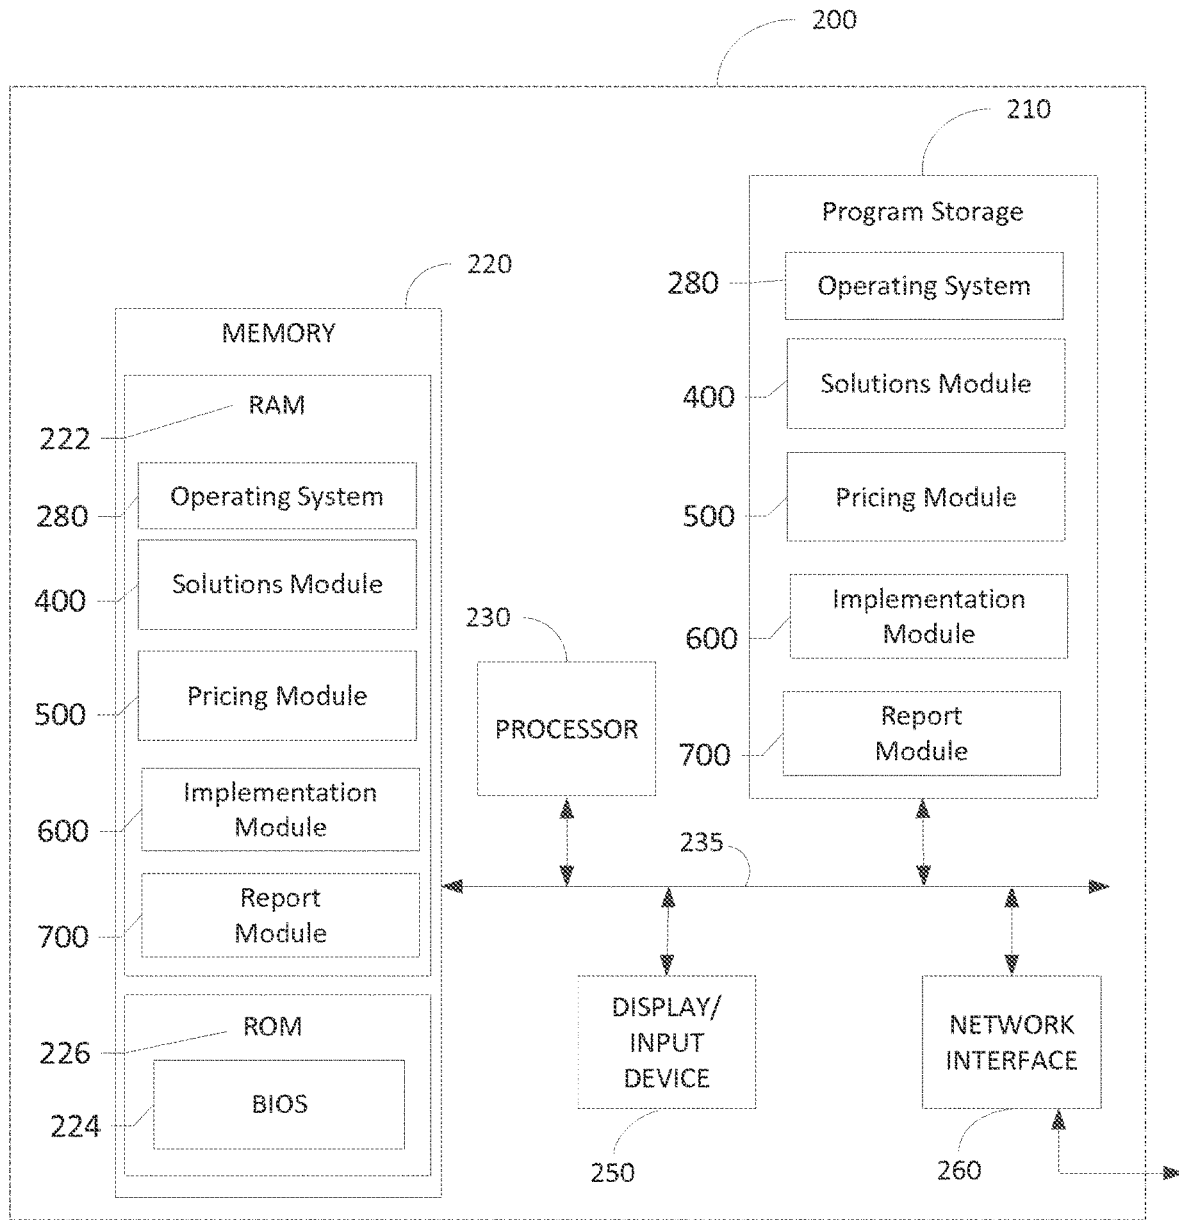 200
210
Program Storage
280
Operating System
400
Solutions Module
500
Pricing Module
600
Implementation
Module
700
Report
Module
220
MEMORY
222
RAM
280
Operating System
400
Solutions Module
500
Pricing Module
600
Implementation
Module
700
Report
Module
226
ROM
224
BIOS
230
PROCESSOR
235
DISPLAY/
INPUT
DEVICE
250
NETWORK
INTERFACE
260